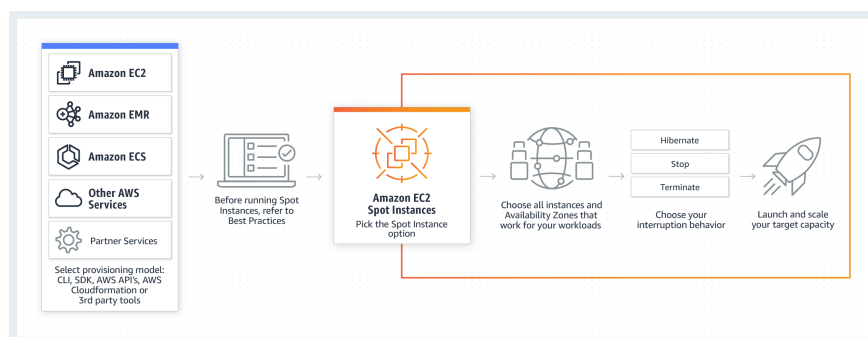 Amazon EC2
Amazon EMR
Amazon ECS
Other AWS
Services
Partner Services
Select provisioning model:
CLI, SDK, AWS API's, AWS
Cloudformation or
3rd party tools
Before running Spot
Instances, refer to
Best Practices
Amazon EC2
Spot Instances
Pick the Spot Instance
option
Choose all instances and
Availability Zones that
work for your workloads
Hibernate
Stop
Terminate
Choose your
interruption behavior
Launch and scale
your target capacity